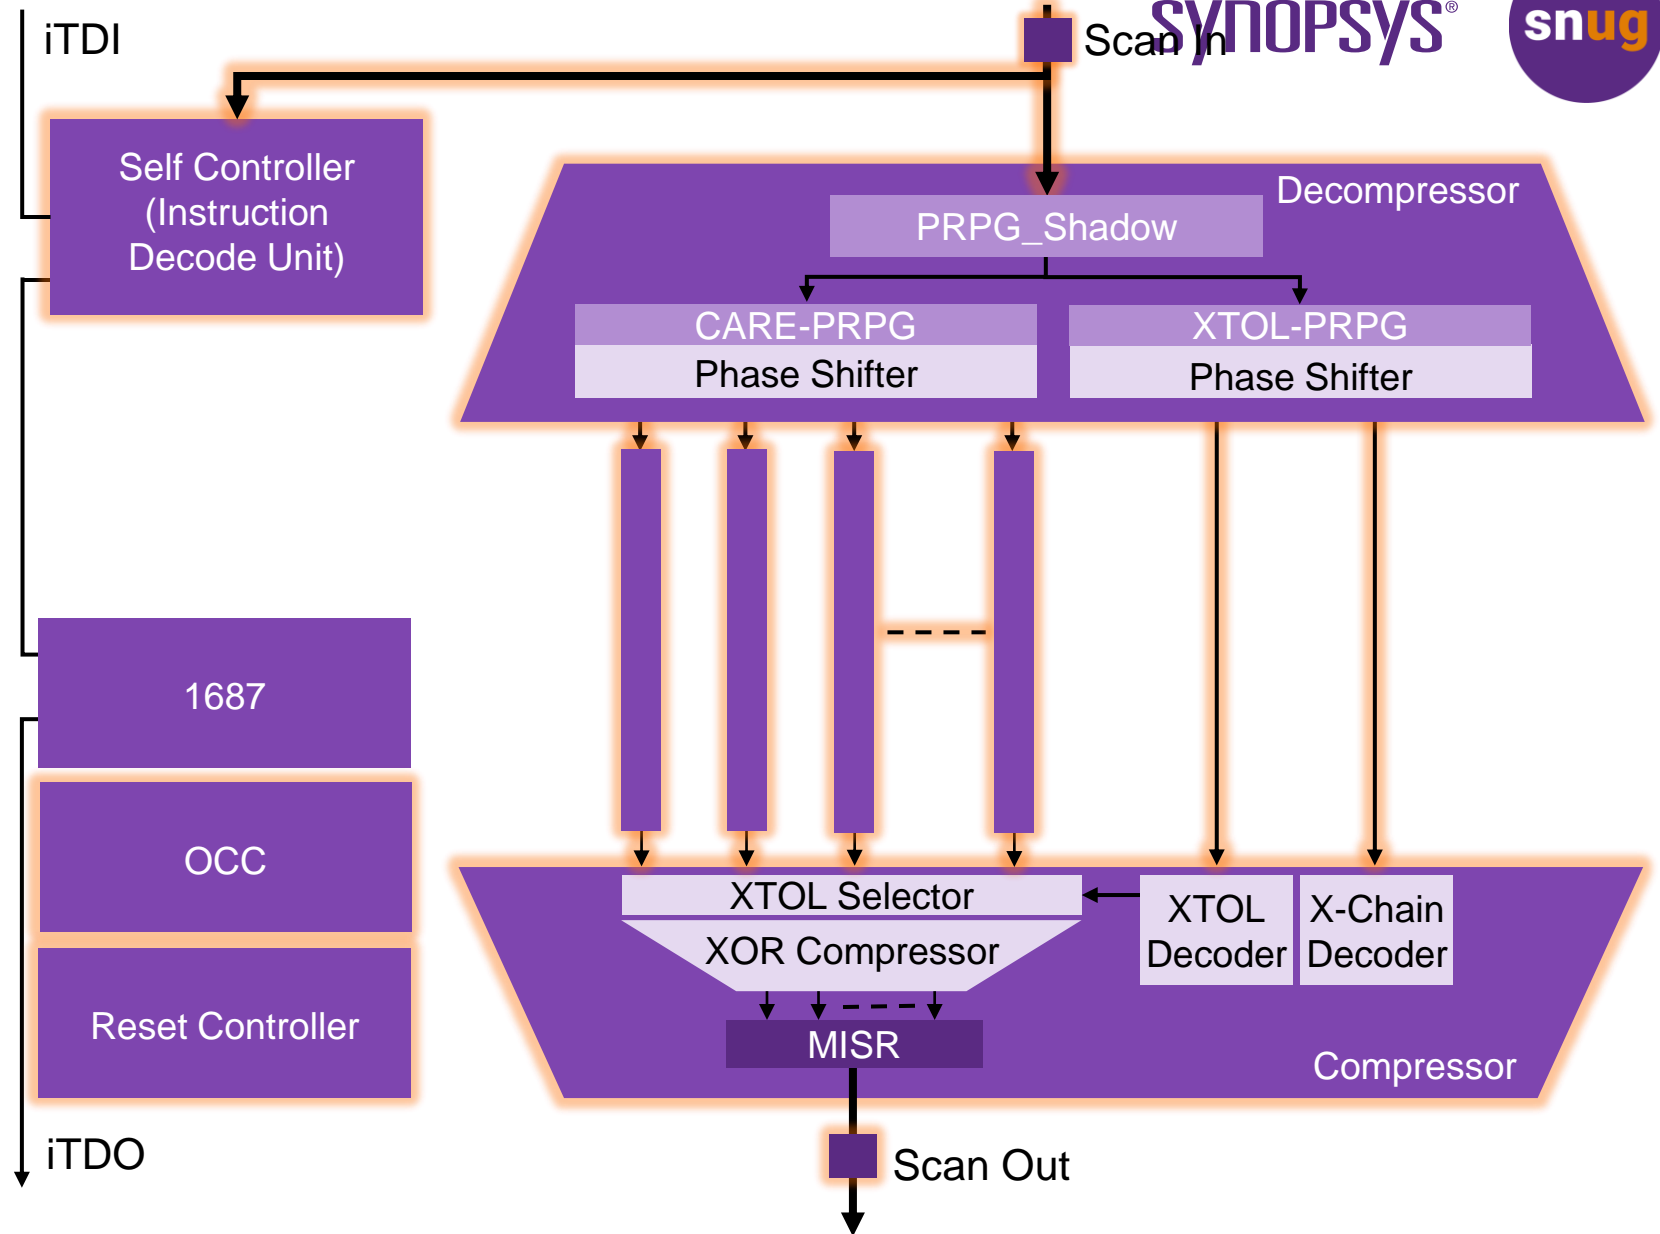 iTDI
Scan In
SYNOPSYS®
snug
Self Controller
(Instruction
Decode Unit)
Decompressor
PRPG_Shadow
CARE-PRPG
XTOL-PRPG
Phase Shifter
Phase Shifter
1687
OCC
Reset Controller
XTOL Selector
XTOL
Decoder
X-Chain
Decoder
XOR Compressor
MISR
Compressor
iTDO
Scan Out